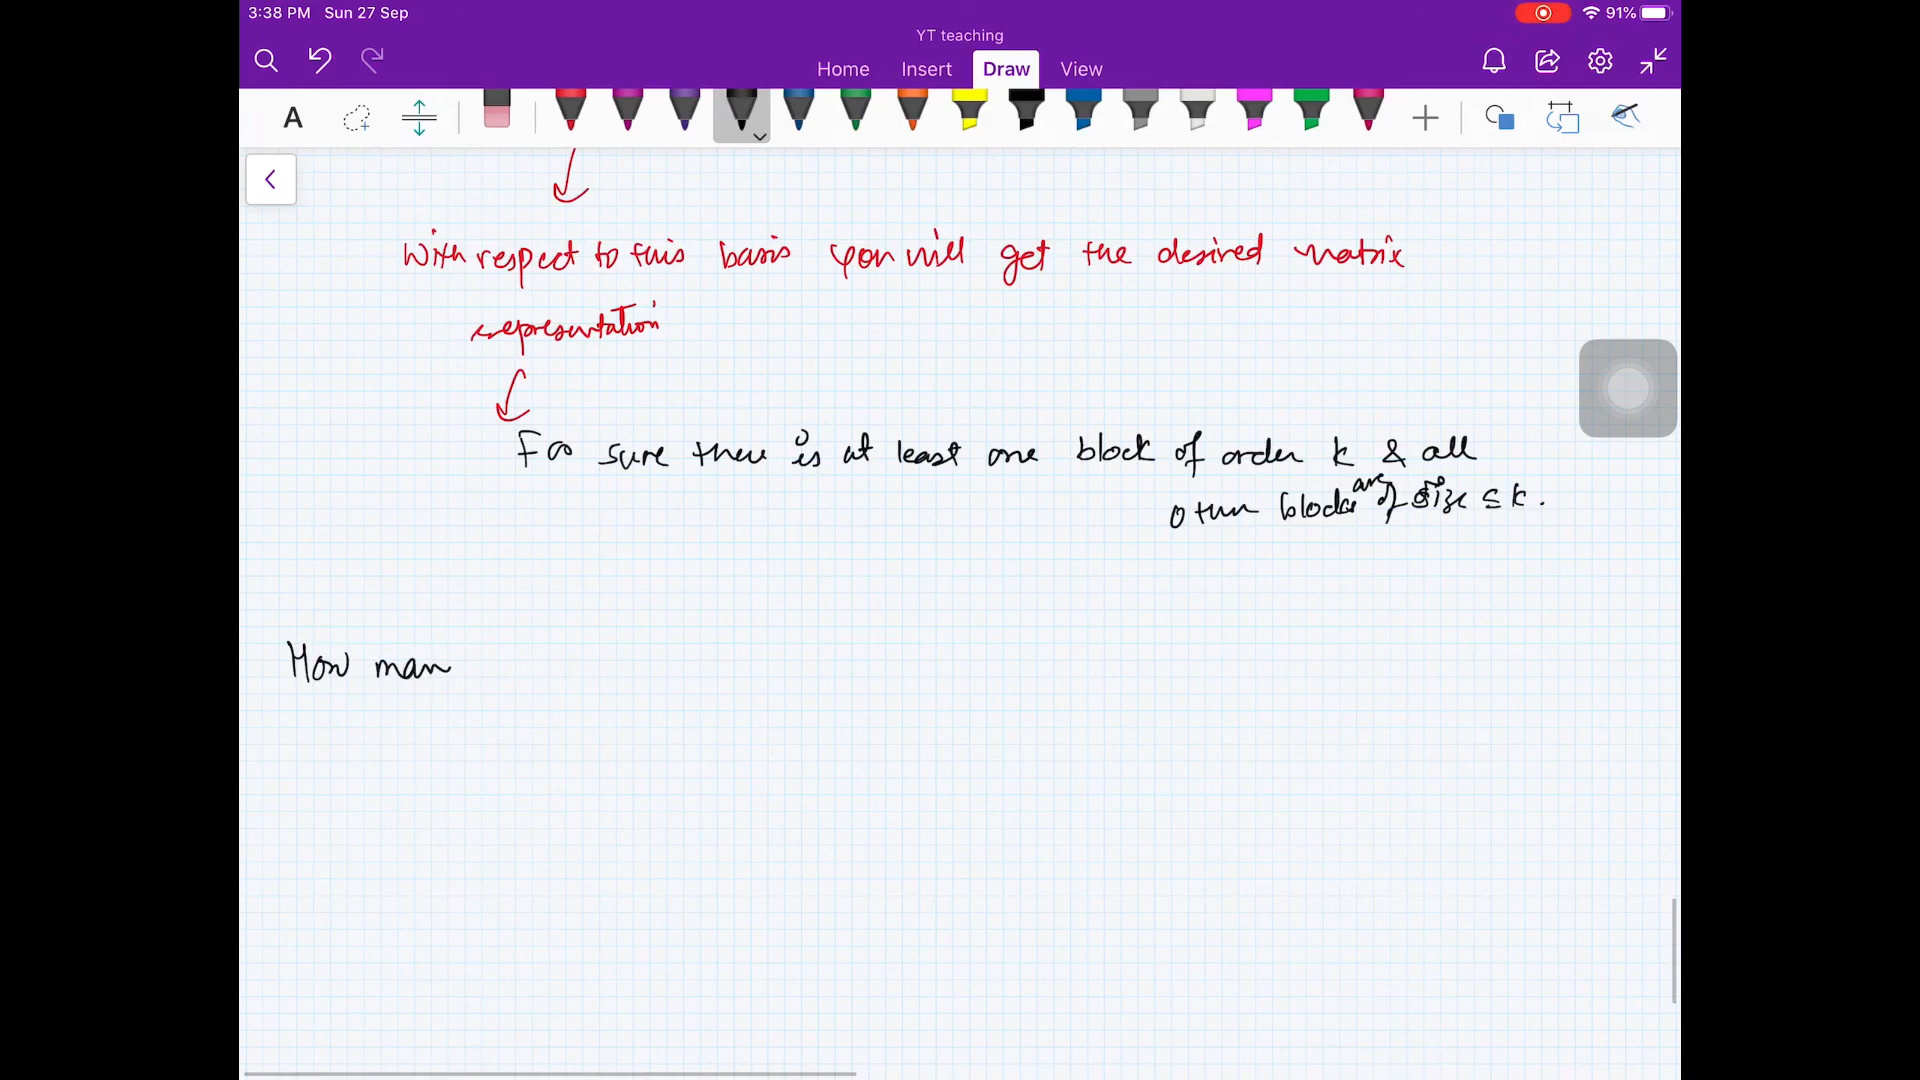 3:38 PM Sun 27 Sep
91%
YT teaching
Home Insert Draw View
A
With respect to this basis you will get the desired matrix
representation
For sure there is at least one block of order k & all
other blocks are of size ≤ k.
How man